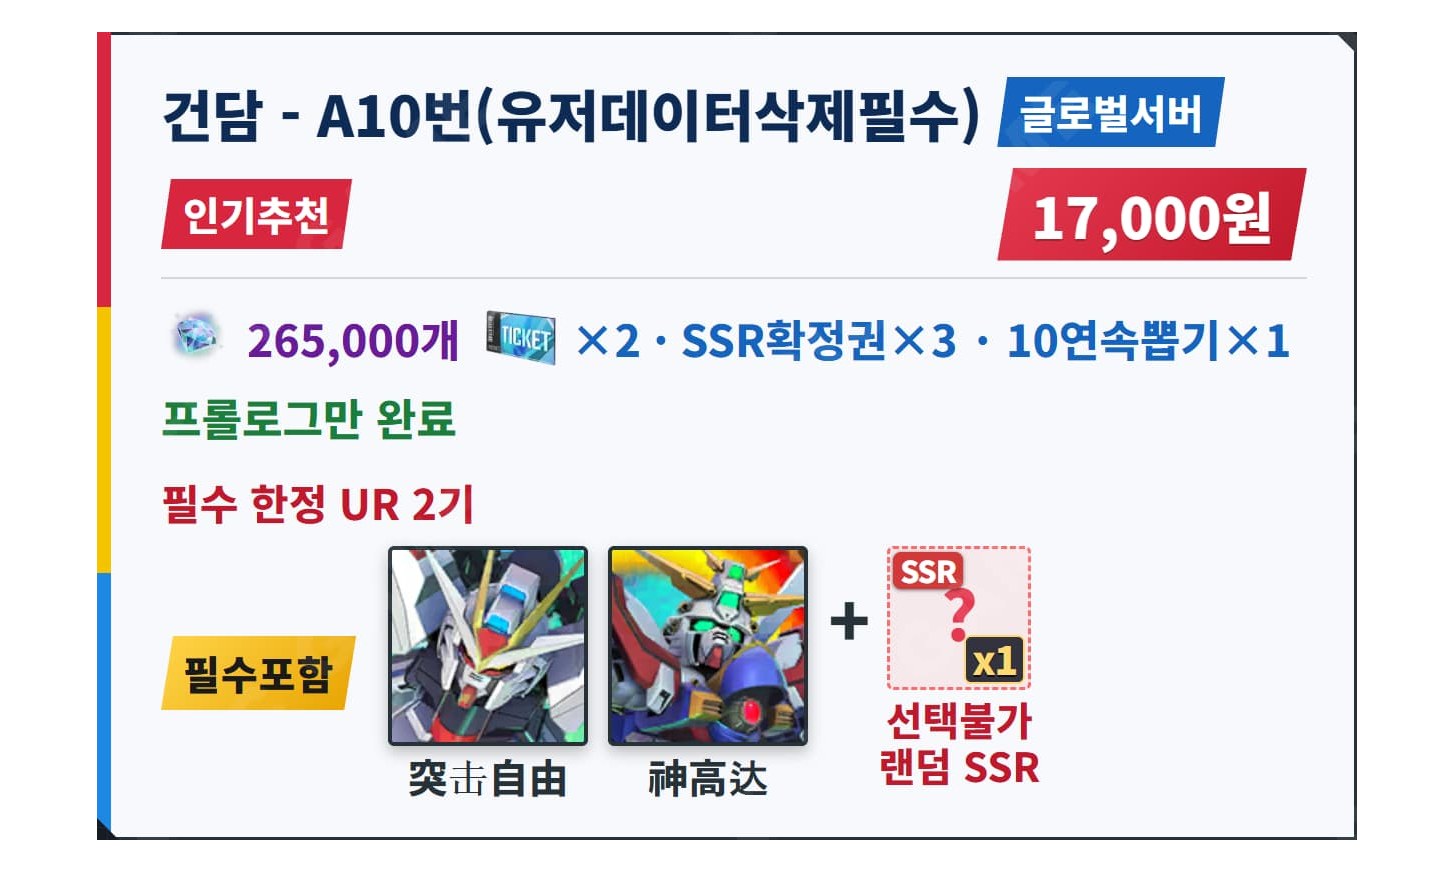 건담 - A10번(유저데이터삭제필수) 글로벌서버
인기추천
17,000원
265,000개 TICKET ×2 · SSR확정권×3 · 10연속뽑기×1
프롤로그만 완료
필수 한정 UR 2기
필수포함
突击自由
神高达
+
SSR
?
x1
선택불가
랜덤 SSR